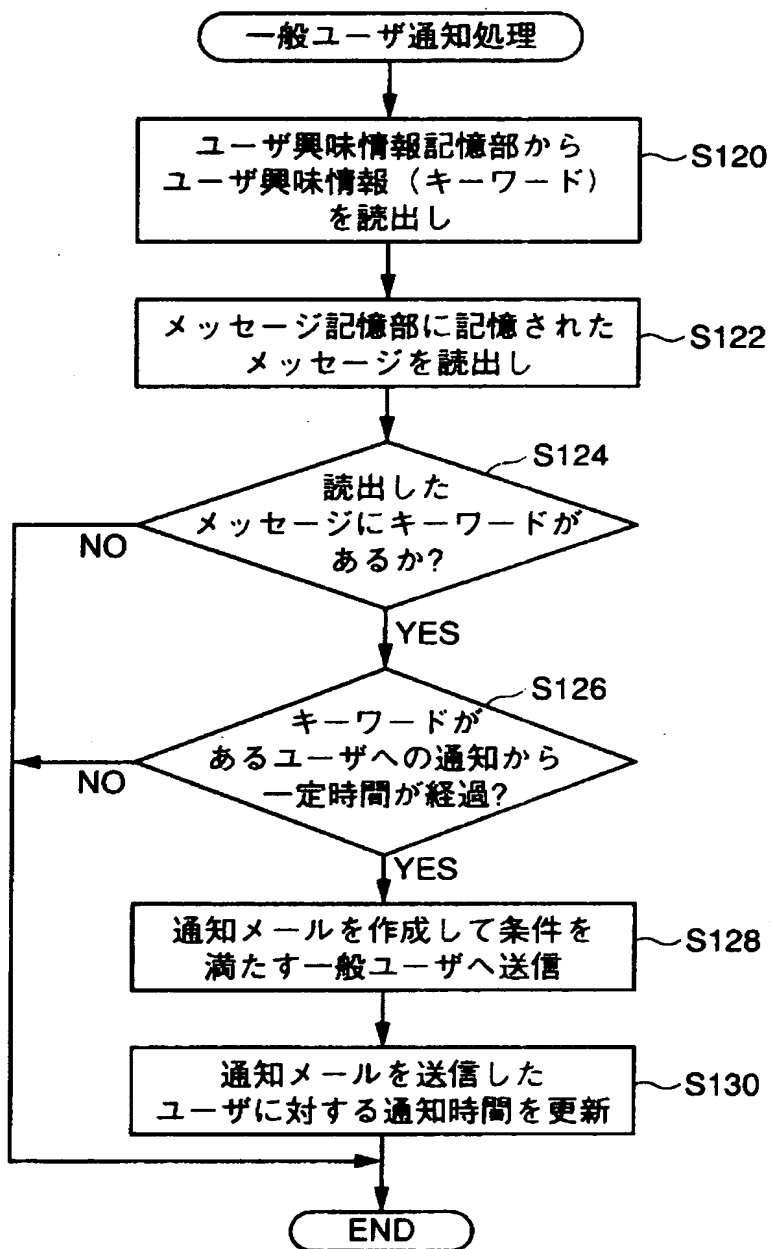 一般ユーザ通知処理
ユーザ興味情報記憶部から
ユーザ興味情報（キーワード）
を読出し
S120
メッセージ記憶部に記憶された
メッセージを読出し
S122
S124
読出した
メッセージにキーワードが
あるか?
NO
YES
S126
キーワードが
あるユーザへの通知から
一定時間が経過?
NO
YES
通知メールを作成して条件を
満たす一般ユーザへ送信
S128
通知メールを送信した
ユーザに対する通知時間を更新
S130
END